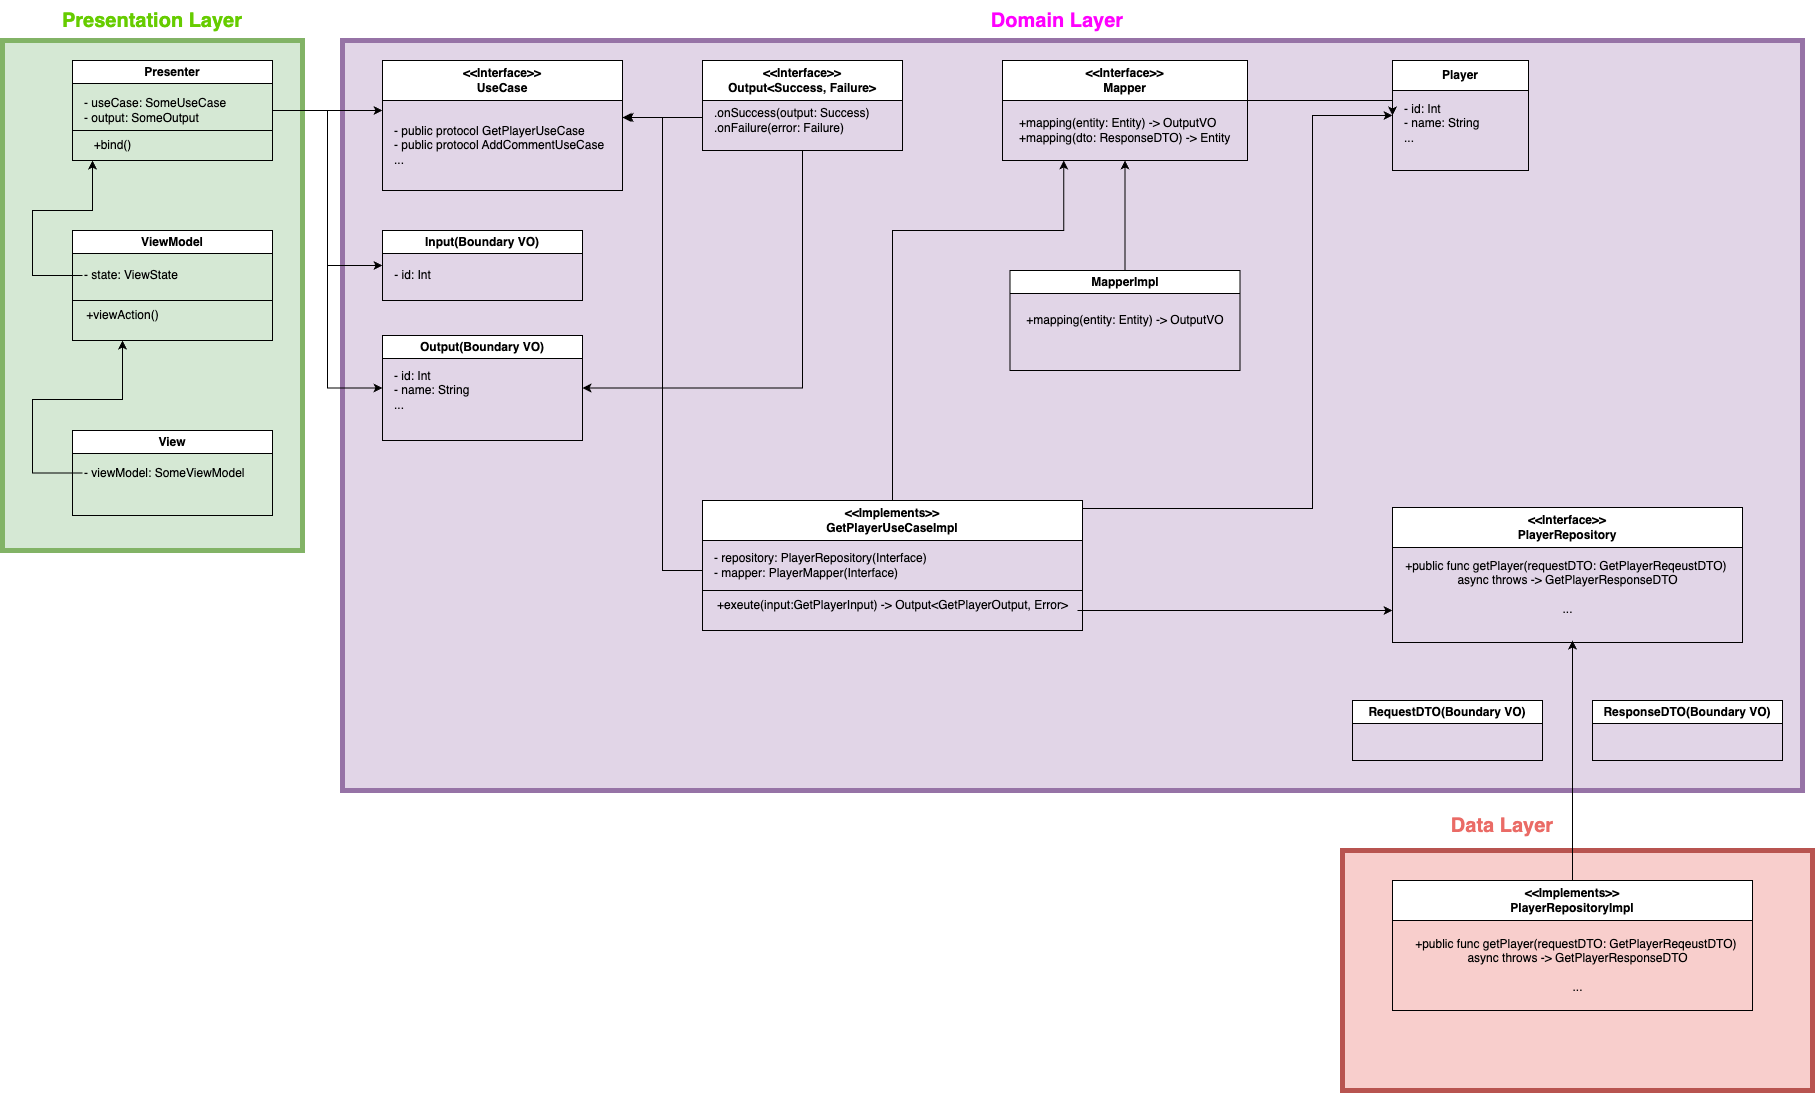 Presentation Layer
Presenter
- useCase: SomeUseCase
- output: SomeOutput
+bind()
ViewModel
- state: ViewState
+viewAction()
View
- viewModel: SomeViewModel
Domain Layer
<<Interface>>
UseCase
- public protocol GetPlayerUseCase
- public protocol AddCommentUseCase
...
<<Interface>>
Output<Success, Failure>
.onSuccess(output: Success)
.onFailure(error: Failure)
<<Interface>>
Mapper
+mapping(entity: Entity) -> OutputVO
+mapping(dto: ResponseDTO) -> Entity
Player
- id: Int
- name: String
...
Input(Boundary VO)
- id: Int
Output(Boundary VO)
- id: Int
- name: String
...
MapperImpl
+mapping(entity: Entity) -> OutputVO
<<Implements>>
GetPlayerUseCaseImpl
- repository: PlayerRepository(Interface)
- mapper: PlayerMapper(Interface)
+exeute(input:GetPlayerInput) -> Output<GetPlayerOutput, Error>
<<Interface>>
PlayerRepository
+public func getPlayer(requestDTO: GetPlayerReqeustDTO)
async throws -> GetPlayerResponseDTO
...
RequestDTO(Boundary VO)
ResponseDTO(Boundary VO)
Data Layer
<<Implements>>
PlayerRepositoryImpl
+public func getPlayer(requestDTO: GetPlayerReqeustDTO)
async throws -> GetPlayerResponseDTO
...